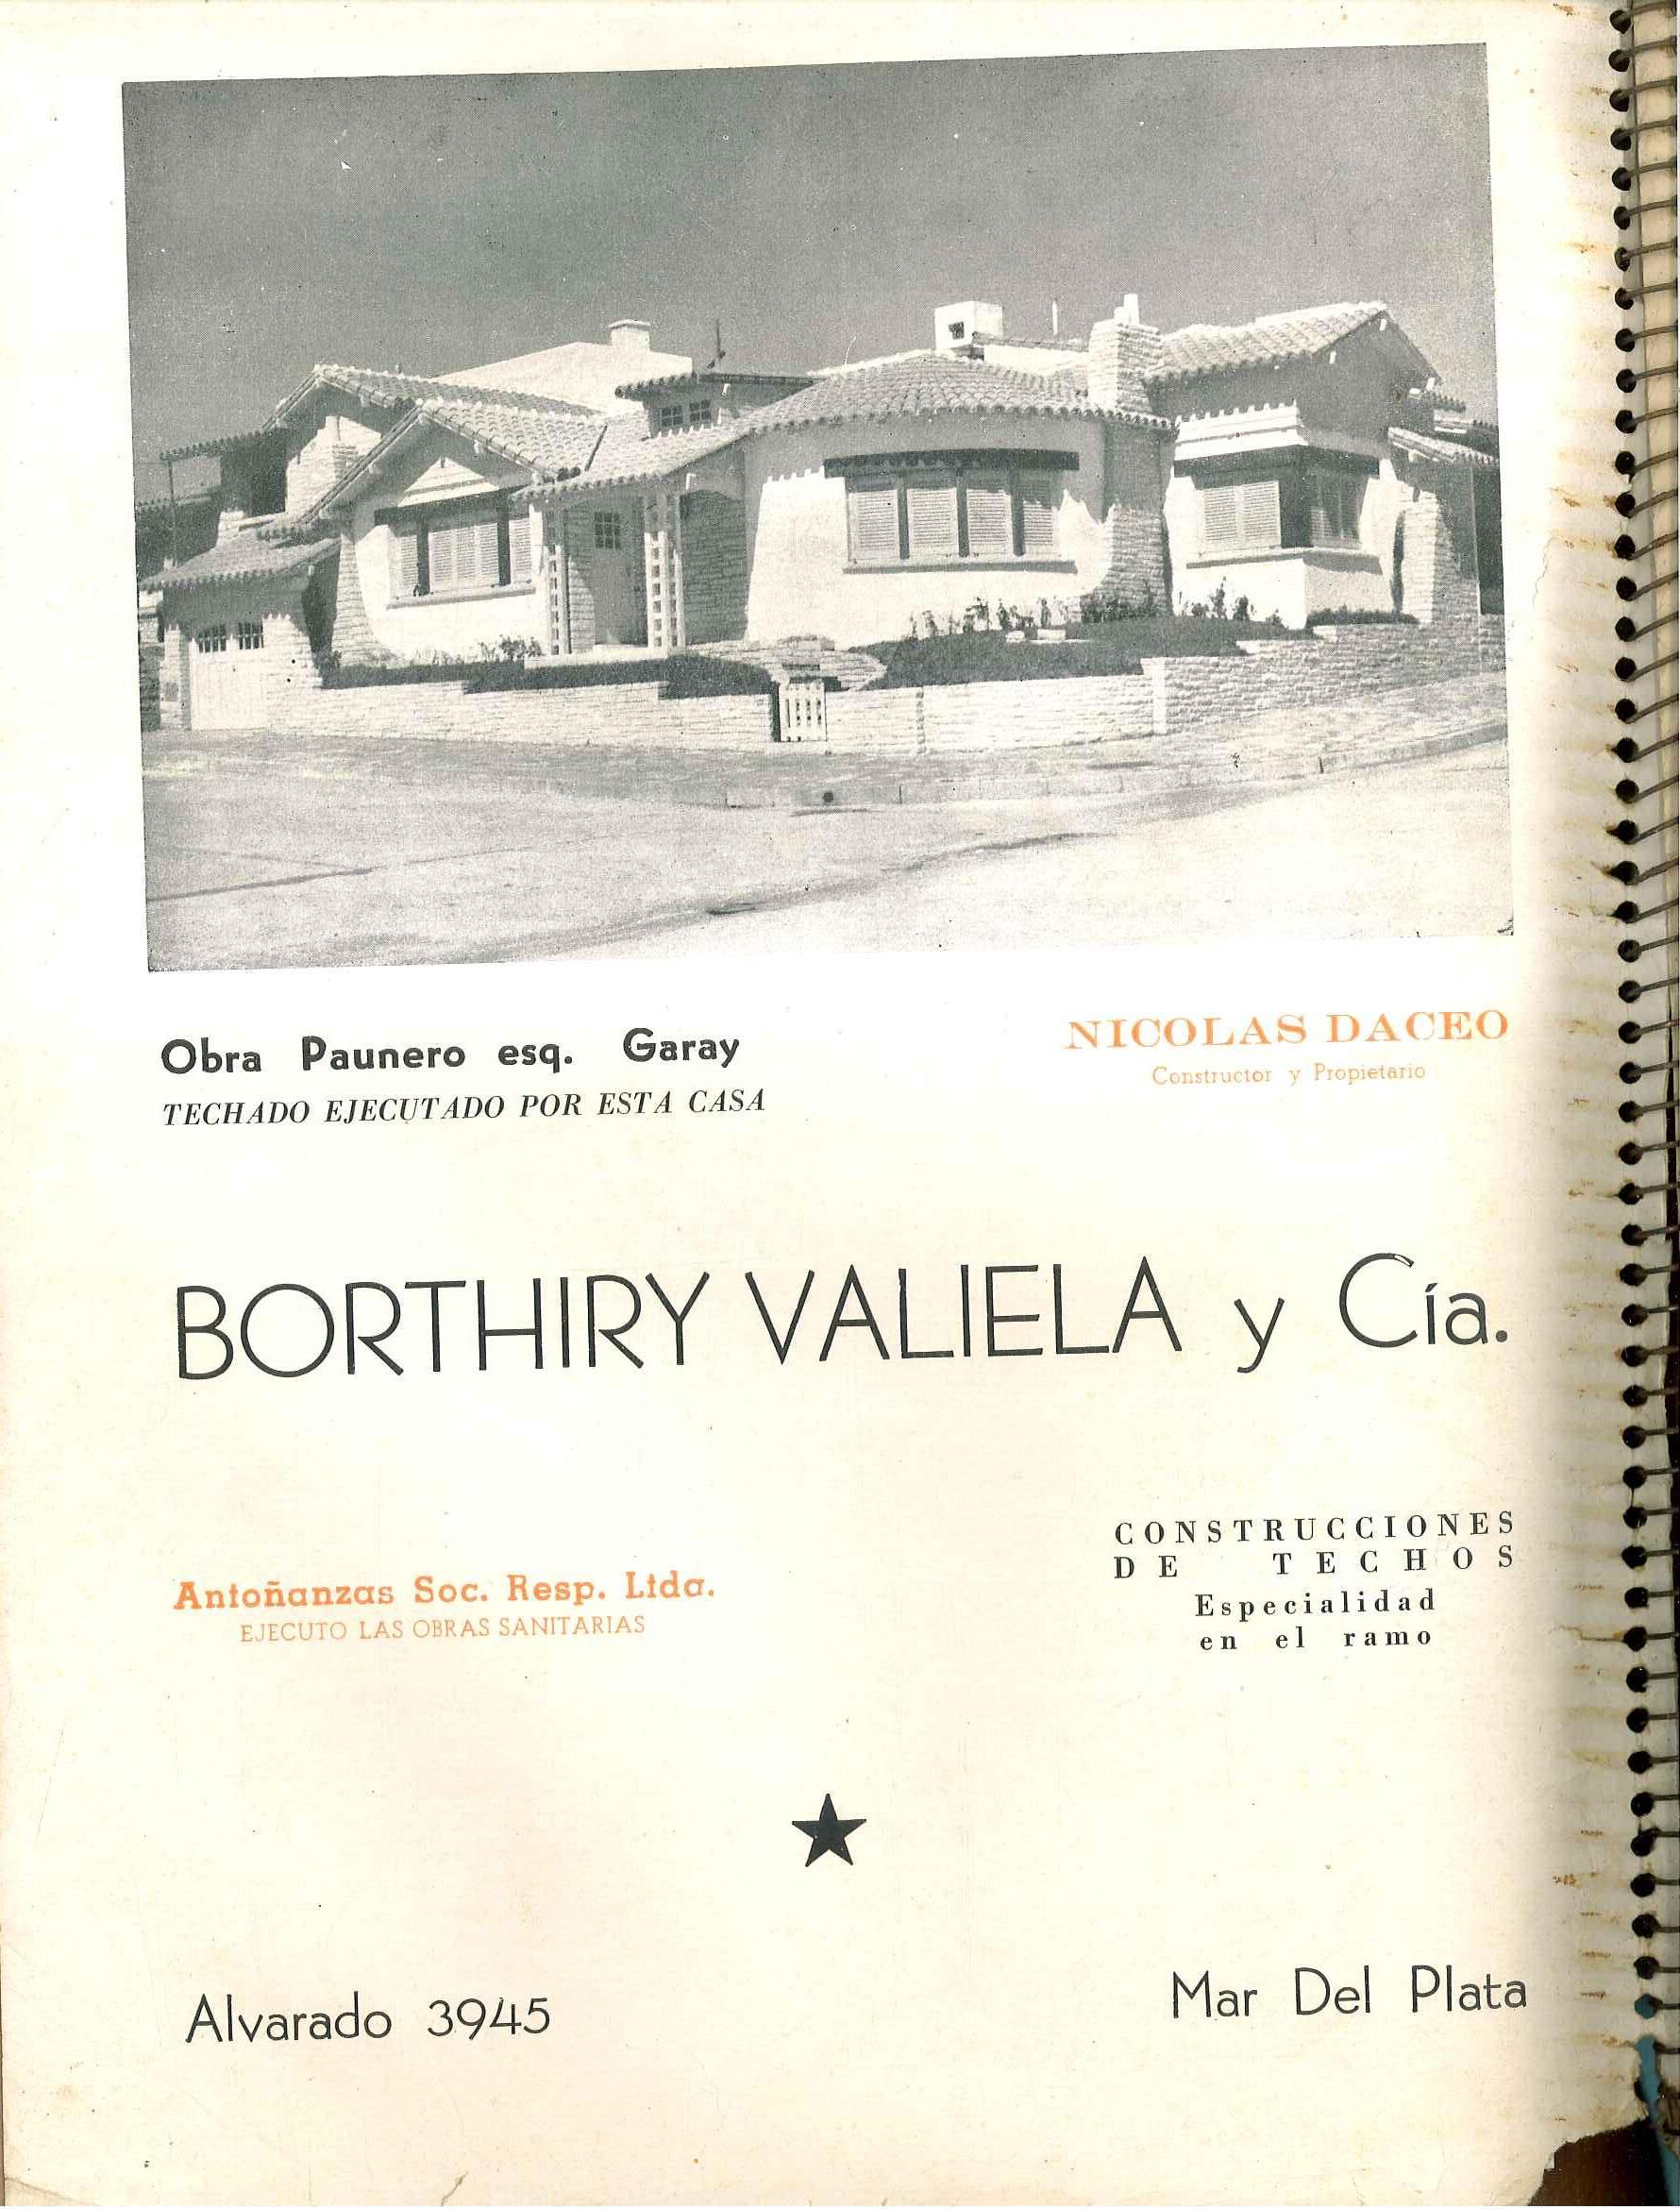 Obra Paunero esq. Garay
TECHADO EJECUTADO POR ESTA CASA
NICOLAS DACEO
Constructor y Propietario
BORTHIRY VALIELA y Cía.
Antoñanzas Soc. Resp. Ltda.
EJECUTO LAS OBRAS SANITARIAS
CONSTRUCCIONES
DE TECHOS
Especialidad
en el ramo
Alvarado 3945
Mar Del Plata